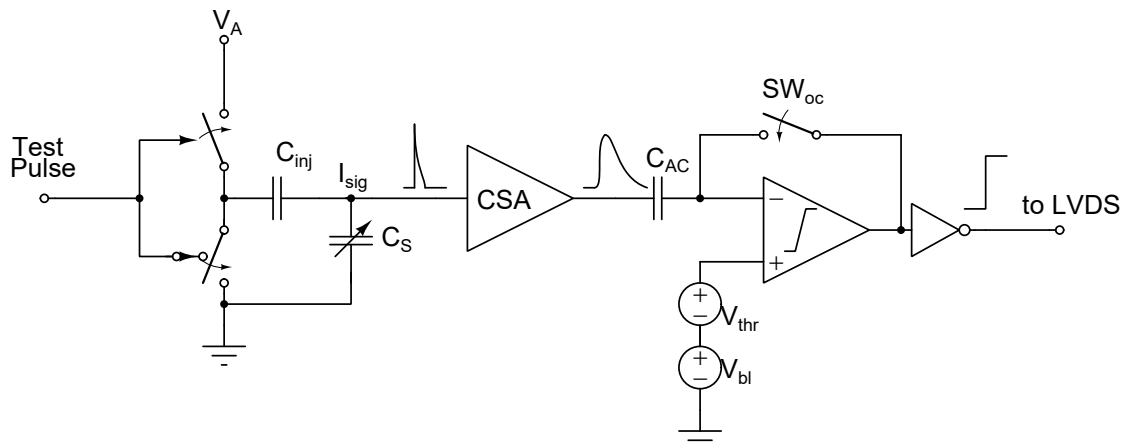 V_A
SW_oc
Test
Pulse
C_inj
I_sig
CSA
C_AC
C_S
−
+
to LVDS
+
−
V_thr
+
−
V_bl